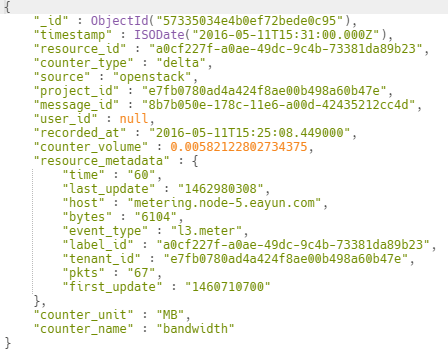 {
    "_id" : ObjectId("57335034e4b0ef72bede0c95"),
    "timestamp" : ISODate("2016-05-11T15:31:00.000Z"),
    "resource_id" : "a0cf227f-a0ae-49dc-9c4b-73381da89b23",
    "counter_type" : "delta",
    "source" : "openstack",
    "project_id" : "e7fb0780ad4a424f8ae00b498a60b47e",
    "message_id" : "8b7b050e-178c-11e6-a00d-42435212cc4d",
    "user_id" : null,
    "recorded_at" : "2016-05-11T15:25:08.449000",
    "counter_volume" : 0.00582122802734375,
    "resource_metadata" : {
        "time" : "60",
        "last_update" : "1462980308",
        "host" : "metering.node-5.eayun.com",
        "bytes" : "6104",
        "event_type" : "l3.meter",
        "label_id" : "a0cf227f-a0ae-49dc-9c4b-73381da89b23",
        "tenant_id" : "e7fb0780ad4a424f8ae00b498a60b47e",
        "pkts" : "67",
        "first_update" : "1460710700"
    },
    "counter_unit" : "MB",
    "counter_name" : "bandwidth"
}